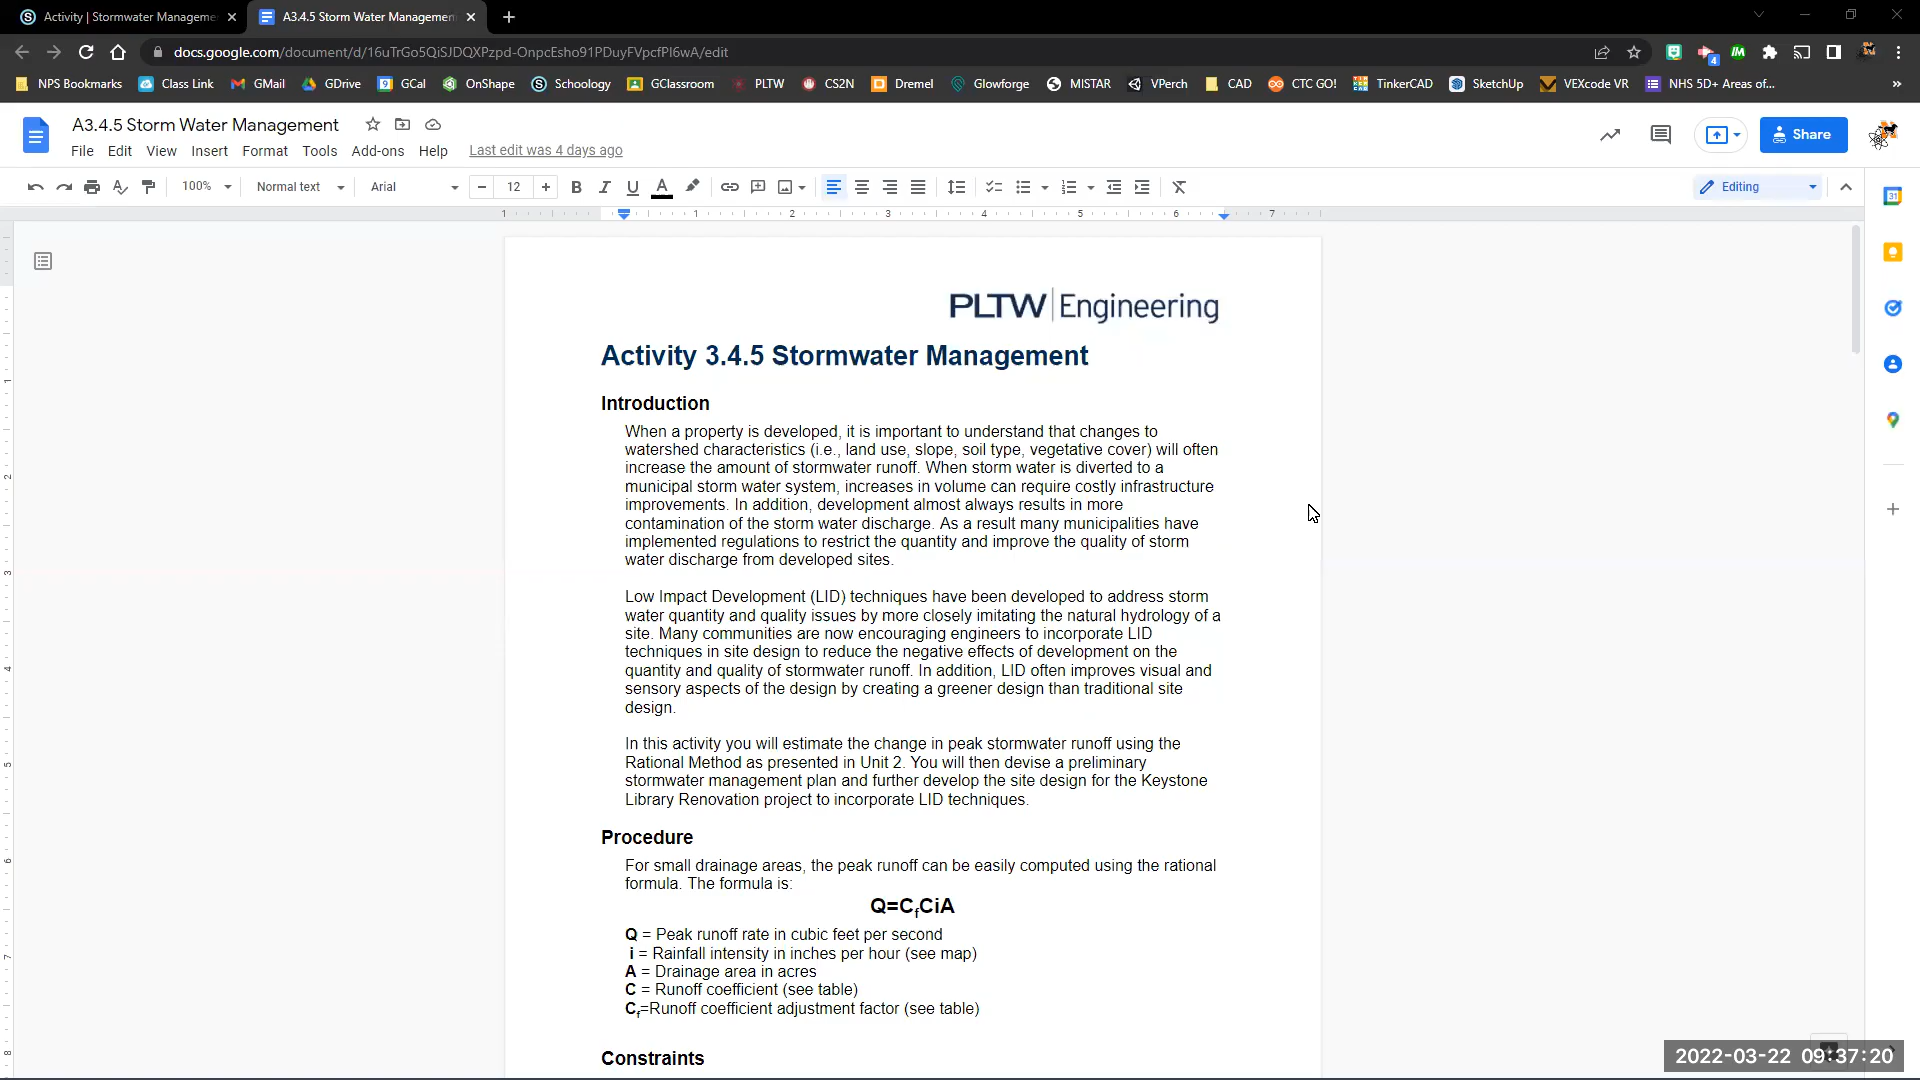 Activity | Stormwater Manageme
A3.4.5 Storm Water Management
docs.google.com/document/d/16uTrGo5QiSJDQXPzpd-OnpcEsho91PDuyFVpcfPl6wA/edit
NPS Bookmarks
Class Link
GMail
GDrive
GCal
OnShape
Schoology
GClassroom
PLTW
CS2N
Dremel
Glowforge
MISTAR
VPerch
CAD
CTC GO!
TinkerCAD
SketchUp
VEXcode VR
NHS 5D+ Areas of...
A3.4.5 Storm Water Management
File Edit View Insert Format Tools Add-ons Help Last edit was 4 days ago
Share
100% Normal text Arial 12 Editing
1 1 2 3 4 5 6 7
PLTW Engineering
Activity 3.4.5 Stormwater Management
Introduction
When a property is developed, it is important to understand that changes to
watershed characteristics (i.e., land use, slope, soil type, vegetative cover) will often
increase the amount of stormwater runoff. When storm water is diverted to a
municipal storm water system, increases in volume can require costly infrastructure
improvements. In addition, development almost always results in more
contamination of the storm water discharge. As a result many municipalities have
implemented regulations to restrict the quantity and improve the quality of storm
water discharge from developed sites.
Low Impact Development (LID) techniques have been developed to address storm
water quantity and quality issues by more closely imitating the natural hydrology of a
site. Many communities are now encouraging engineers to incorporate LID
techniques in site design to reduce the negative effects of development on the
quantity and quality of stormwater runoff. In addition, LID often improves visual and
sensory aspects of the design by creating a greener design than traditional site
design.
In this activity you will estimate the change in peak stormwater runoff using the
Rational Method as presented in Unit 2. You will then devise a preliminary
stormwater management plan and further develop the site design for the Keystone
Library Renovation project to incorporate LID techniques.
Procedure
For small drainage areas, the peak runoff can be easily computed using the rational
formula. The formula is:
Q=CfCiA
Q = Peak runoff rate in cubic feet per second
i = Rainfall intensity in inches per hour (see map)
A = Drainage area in acres
C = Runoff coefficient (see table)
Cf=Runoff coefficient adjustment factor (see table)
Constraints
2022-03-22 09:37:20